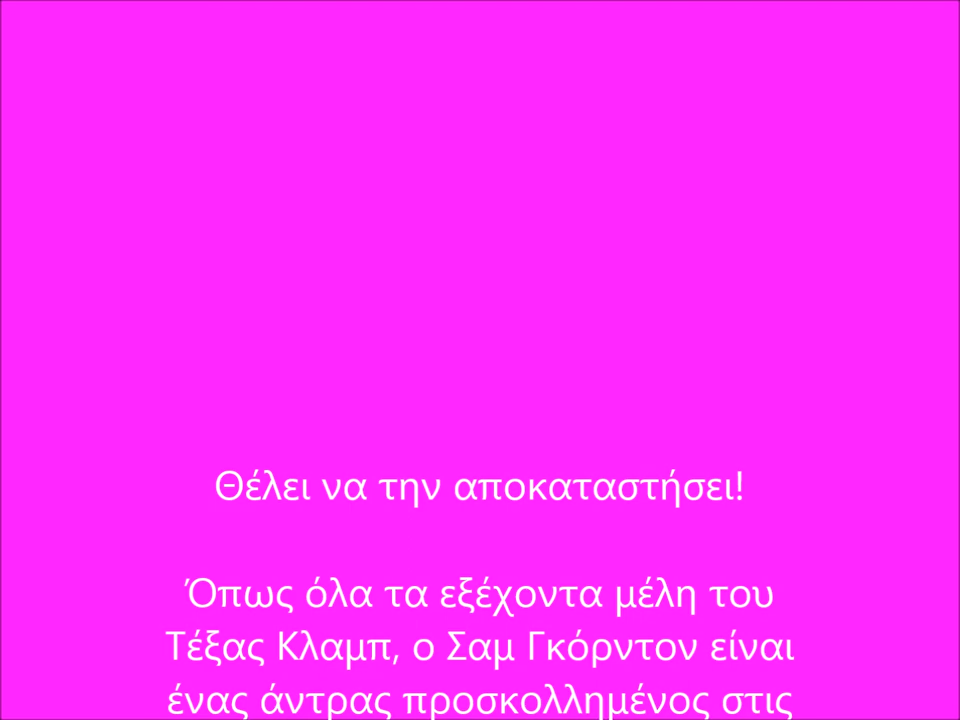 Θέλει να την αποκαταστήσει!
Όπως όλα τα εξέχοντα μέλη του
Τέξας Κλαμπ, ο Σαμ Γκόρντον είναι
ένας άντρας προσκολλημένος στις